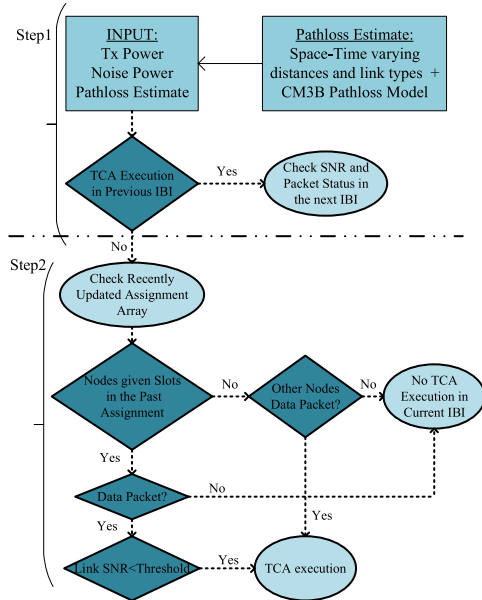 Step1
INPUT:
Tx Power
Noise Power
Pathloss Estimate
Pathloss Estimate:
Space-Time varying
distances and link types +
CM3B Pathloss Model
TCA Execution
in Previous IBI
Yes
Check SNR and
Packet Status in
the next IBI
No
Step2
Check Recently
Updated Assignment
Array
Nodes given Slots
in the Past
Assignment
No
Other Nodes
Data Packet?
No
No TCA
Execution in
Current IBI
Yes
Data Packet?
No
Yes
Yes
Link SNR<Threshold
Yes
TCA execution